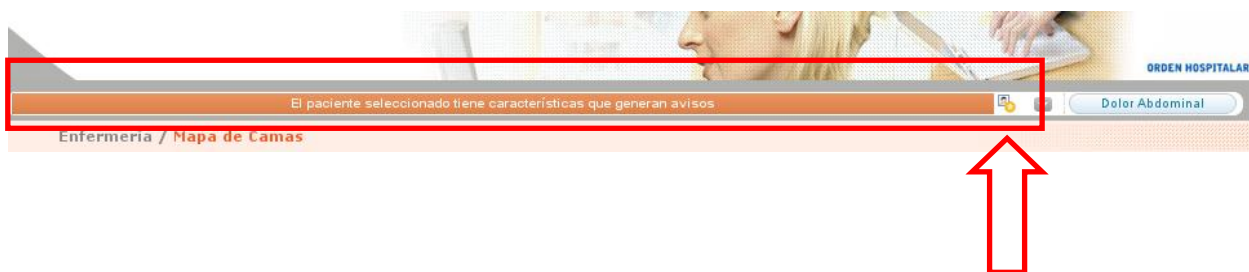 ORDEN HOSPITALAR
El paciente seleccionado tiene características que generan avisos
Dolor Abdominal
Enfermería / Mapa de Camas